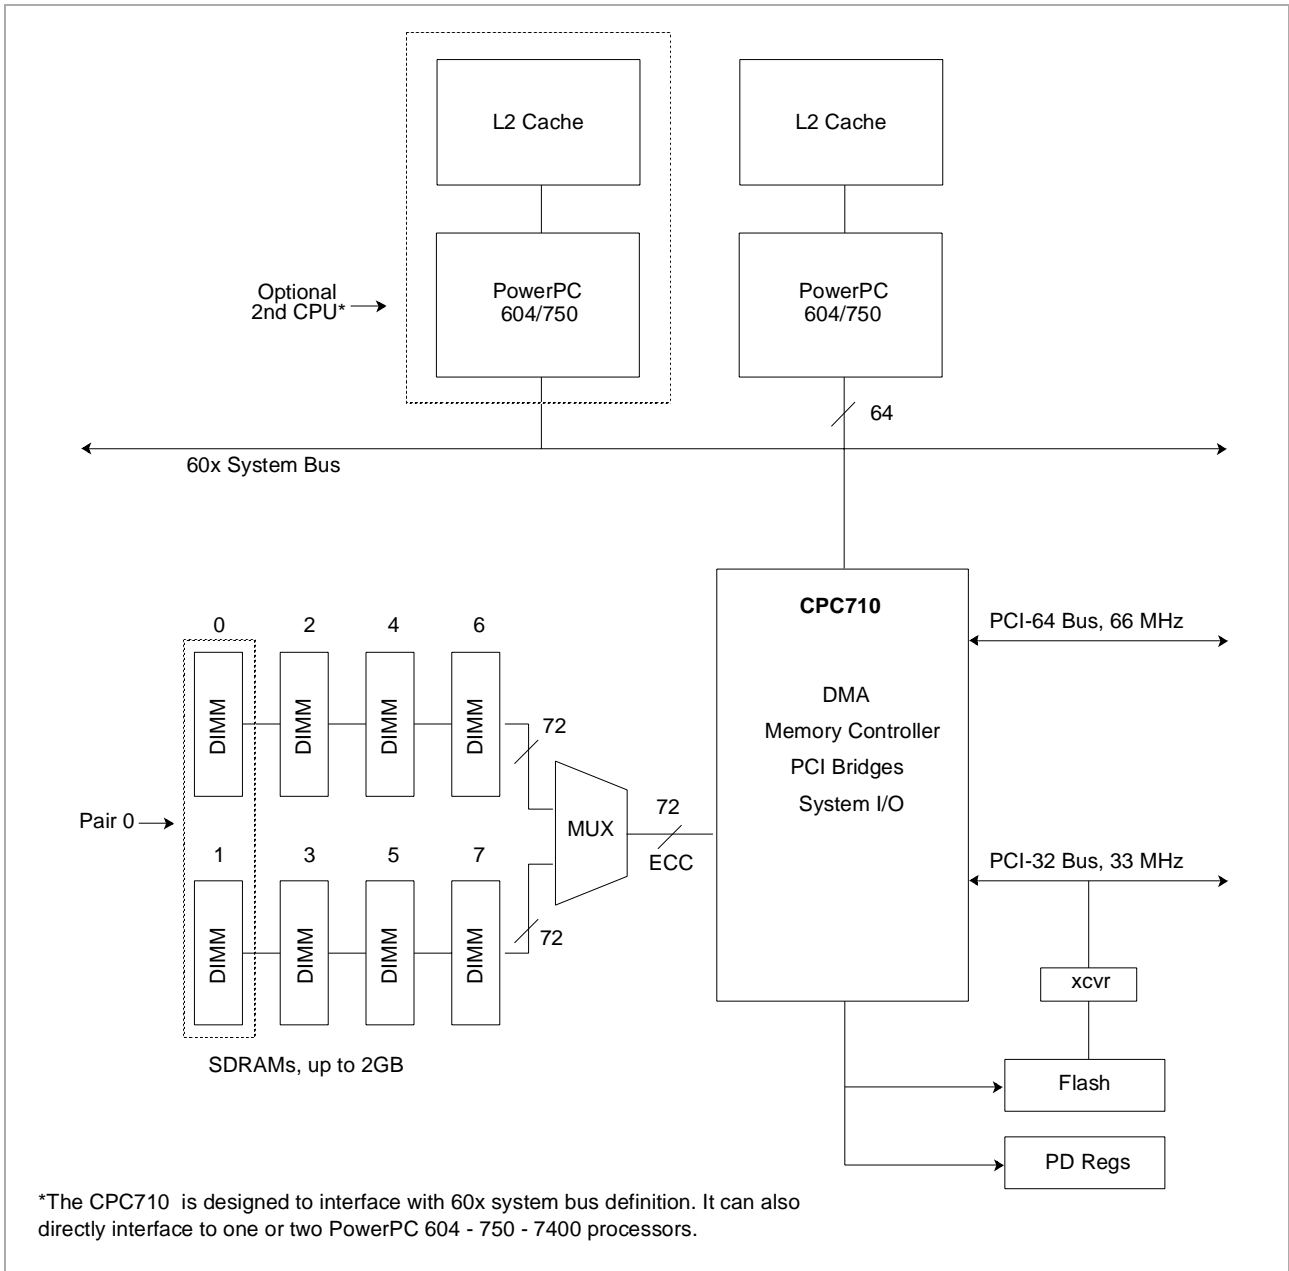 L2 Cache
L2 Cache
PowerPC
604/750
PowerPC
604/750
Optional
2nd CPU*
64
60x System Bus
CPC710
DMA
Memory Controller
PCI Bridges
System I/O
PCI-64 Bus, 66 MHz
PCI-32 Bus, 33 MHz
0
2
4
6
DIMM
DIMM
DIMM
DIMM
72
Pair 0
MUX
72
ECC
1
3
5
7
DIMM
DIMM
DIMM
DIMM
72
SDRAMs, up to 2GB
xcvr
Flash
PD Regs
*The CPC710 is designed to interface with 60x system bus definition. It can also
directly interface to one or two PowerPC 604 - 750 - 7400 processors.